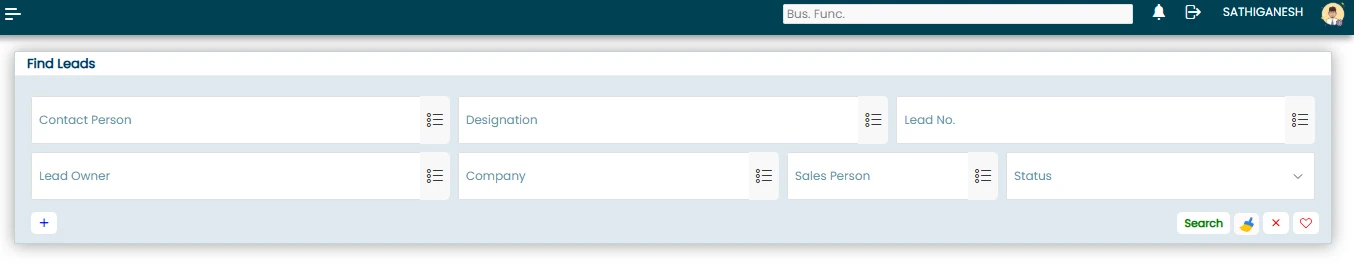 Bus. Func. SATHIGANESH
Find Leads
Contact Person Designation Lead No.
Lead Owner Company Sales Person Status
+ Search ×